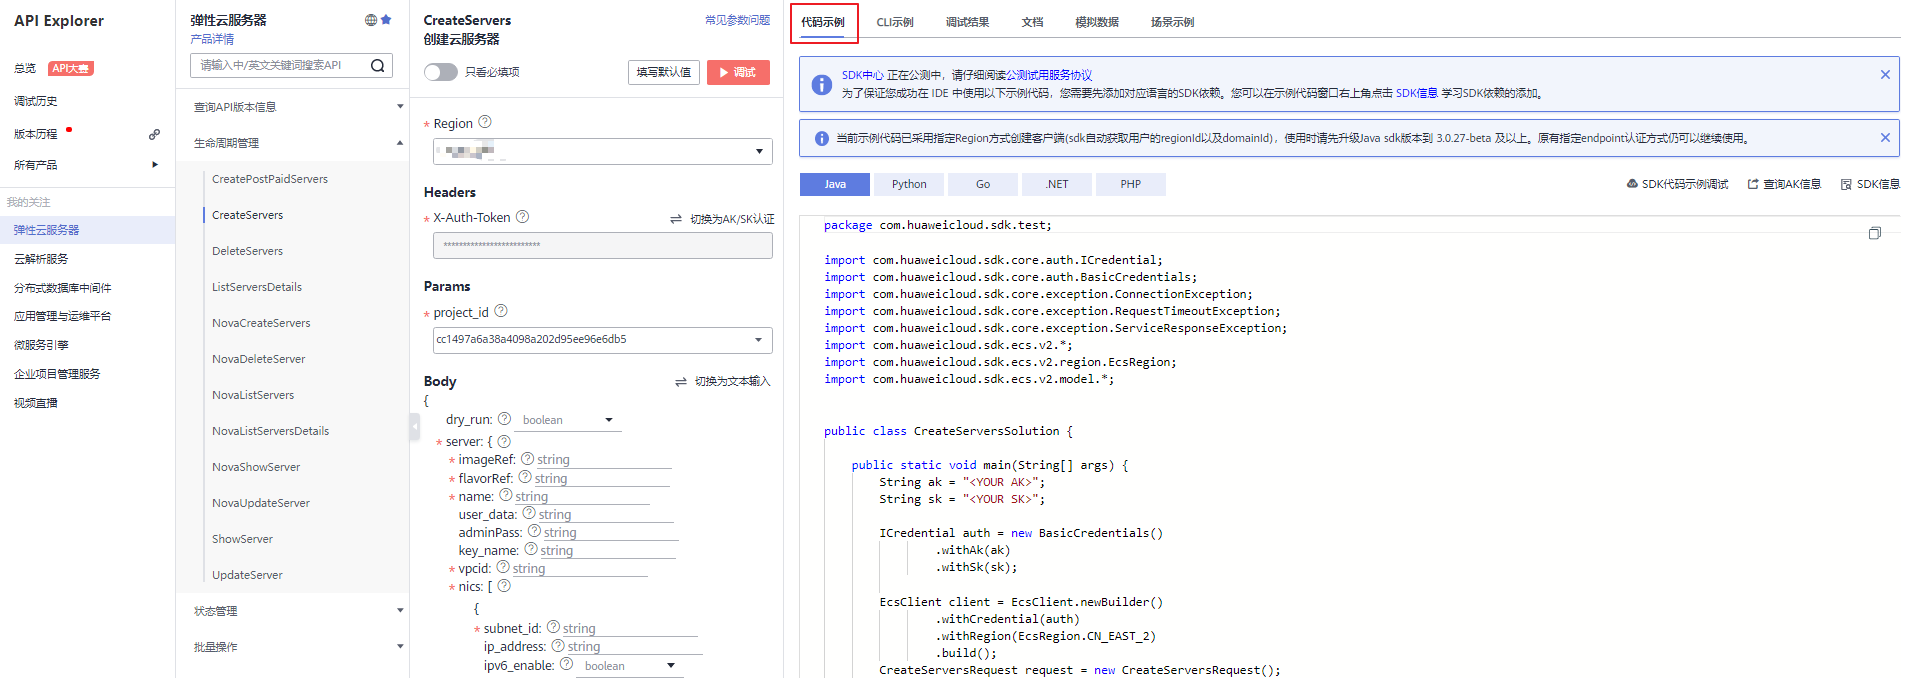 API Explorer
总览 API大赛
调试历史
版本历程
所有产品
我的关注
弹性云服务器
云解析服务
分布式数据库中间件
应用管理与运维平台
微服务引擎
企业项目管理服务
视频直播
弹性云服务器
产品详情
请输入中/英文关键词搜索API
查询API版本信息
生命周期管理
CreatePostPaidServers
CreateServers
DeleteServers
ListServersDetails
NovaCreateServers
NovaDeleteServer
NovaListServers
NovaListServersDetails
NovaShowServer
NovaUpdateServer
ShowServer
UpdateServer
状态管理
批量操作
CreateServers 常见参数问题
创建云服务器
只看必填项 填写默认值 调试
* Region
Headers
* X-Auth-Token 切换为AK/SK认证
*************************
Params
* project_id
cc1497a6a38a4098a202d95ee96e6db5
Body 切换为文本输入
{
dry_run: boolean
* server: {
* imageRef: string
* flavorRef: string
* name: string
user_data: string
adminPass: string
key_name: string
* vpcid: string
* nics: [
{
* subnet_id: string
ip_address: string
ipv6_enable: boolean
代码示例 CLI示例 调试结果 文档 模拟数据 场景示例
SDK中心 正在公测中，请仔细阅读公测试用服务协议
为了保证您成功在 IDE 中使用以下示例代码，您需要先添加对应语言的SDK依赖。您可以在示例代码窗口右上角点击 SDK信息 学习SDK依赖的添加。
当前示例代码已采用指定Region方式创建客户端(sdk自动获取用户的regionId以及domainId)，使用时请先升级Java sdk版本到 3.0.27-beta 及以上。原有指定endpoint认证方式仍可以继续使用。
Java Python Go .NET PHP SDK代码示例调试 查询AK信息 SDK信息
package com.huaweicloud.sdk.test;
import com.huaweicloud.sdk.core.auth.ICredential;
import com.huaweicloud.sdk.core.auth.BasicCredentials;
import com.huaweicloud.sdk.core.exception.ConnectionException;
import com.huaweicloud.sdk.core.exception.RequestTimeoutException;
import com.huaweicloud.sdk.core.exception.ServiceResponseException;
import com.huaweicloud.sdk.ecs.v2.*;
import com.huaweicloud.sdk.ecs.v2.region.EcsRegion;
import com.huaweicloud.sdk.ecs.v2.model.*;
public class CreateServersSolution {
public static void main(String[] args) {
String ak = "<YOUR AK>";
String sk = "<YOUR SK>";
ICredential auth = new BasicCredentials()
.withAk(ak)
.withSk(sk);
EcsClient client = EcsClient.newBuilder()
.withCredential(auth)
.withRegion(EcsRegion.CN_EAST_2)
.build();
CreateServersRequest request = new CreateServersRequest();